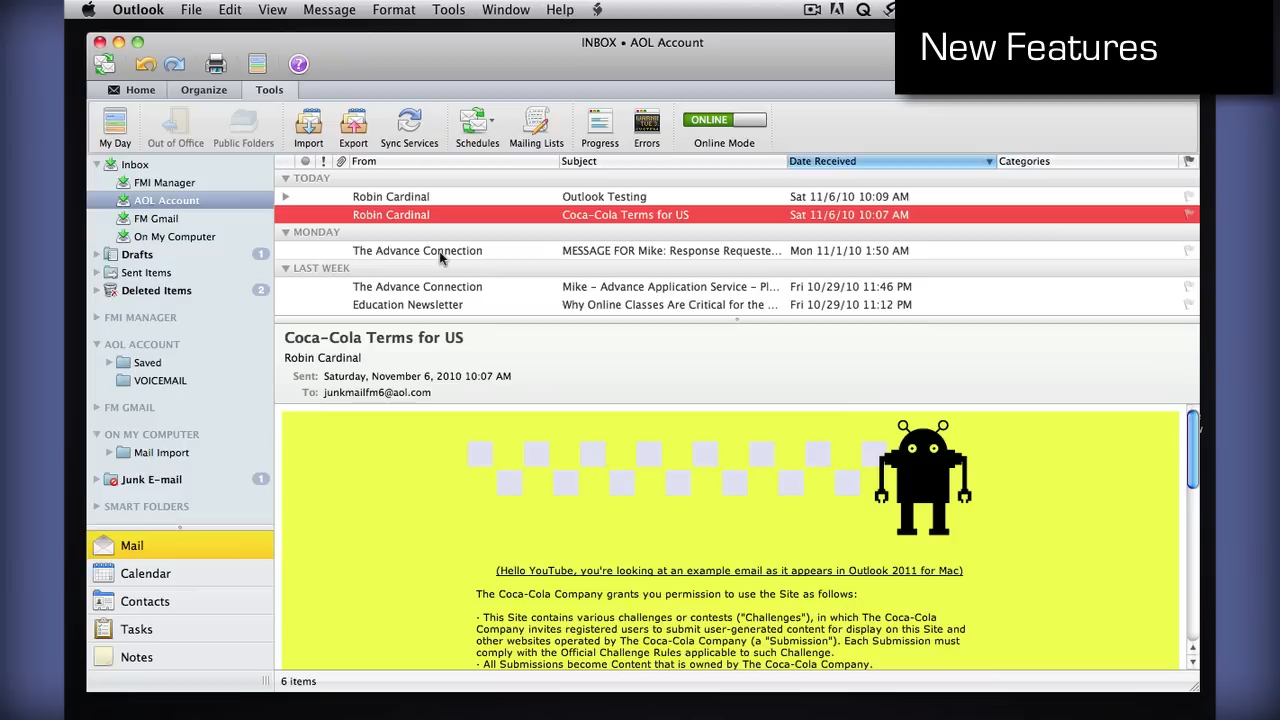 Outlook File Edit View Message Format Tools Window Help
New Features
INBOX • AOL Account
Home Organize Tools
My Day Out of Office Public Folders Import Export Sync Services Schedules Mailing Lists Progress Errors ONLINE Online Mode
! From Subject Date Received Categories
Inbox
FMI Manager
AOL Account
FM Gmail
On My Computer
Drafts 1
Sent Items
Deleted Items 2
FMI MANAGER
AOL ACCOUNT
Saved
VOICEMAIL
FM GMAIL
ON MY COMPUTER
Mail Import
Junk E-mail 1
SMART FOLDERS
Mail
Calendar
Contacts
Tasks
Notes
TODAY
Robin Cardinal Outlook Testing Sat 11/6/10 10:09 AM
Robin Cardinal Coca-Cola Terms for US Sat 11/6/10 10:07 AM
MONDAY
The Advance Connection MESSAGE FOR Mike: Response Requeste... Mon 11/1/10 1:50 AM
LAST WEEK
The Advance Connection Mike – Advance Application Service – Pl... Fri 10/29/10 11:46 PM
Education Newsletter Why Online Classes Are Critical for the ... Fri 10/29/10 11:12 PM
Coca-Cola Terms for US
Robin Cardinal
Sent: Saturday, November 6, 2010 10:07 AM
To: junkmailfm6@aol.com
(Hello YouTube, you're looking at an example email as it appears in Outlook 2011 for Mac)
The Coca-Cola Company grants you permission to use the Site as follows:
· This Site contains various challenges or contests ("Challenges"), in which The Coca-Cola
Company invites registered users to submit user-generated content for display on this Site and
other websites operated by The Coca-Cola Company (a "Submission"). Each Submission must
comply with the Official Challenge Rules applicable to such Challenge.
· All Submissions become Content that is owned by The Coca-Cola Company.
6 items